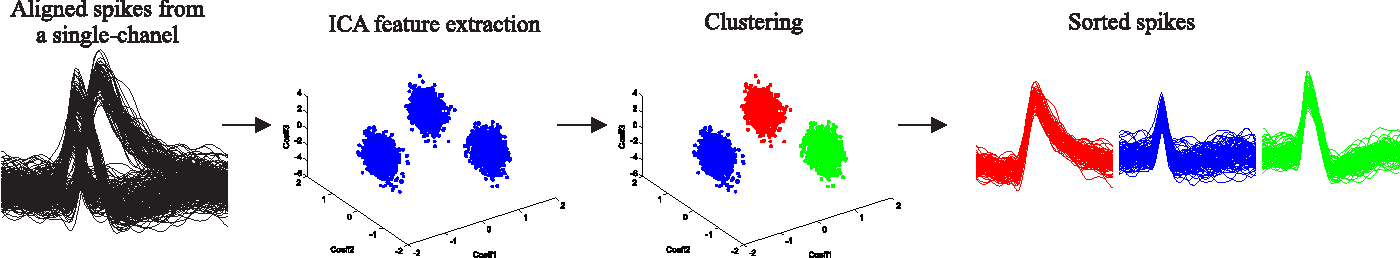 Aligned spikes from
a single-chanel
ICA feature extraction
Clustering
Sorted spikes
4
2
0
-2
-4
-6
Coeff3
2
1
0
-1
-2
Coeff2
-2
-1
0
1
2
Coeff1
4
2
0
-2
-4
-6
Coeff3
2
1
0
-1
-2
Coeff2
-2
-1
0
1
2
Coeff1